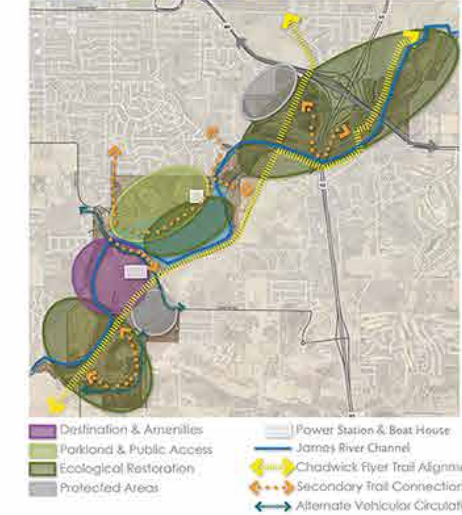 Destination & Amenities
Parkland & Public Access
Ecological Restoration
Protected Areas
Power Station & Boat House
James River Channel
Chadwick Flyer Trail Alignme
Secondary Trail Connection
Alternate Vehicular Circulati